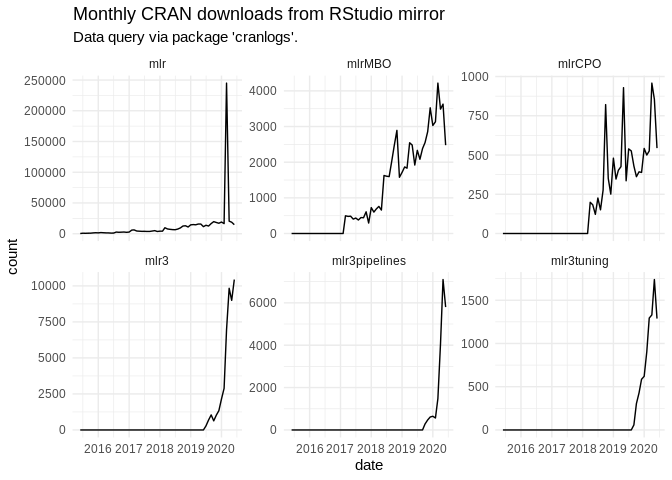 Monthly CRAN downloads from RStudio mirror
Data query via package 'cranlogs'.
mlr
mlrMBO
mlrCPO
250000
200000
150000
100000
50000
0
4000
3000
2000
1000
0
1000
750
500
250
0
count
mlr3
mlr3pipelines
mlr3tuning
10000
7500
5000
2500
0
6000
4000
2000
0
1500
1000
500
0
2016 2017 2018 2019 2020
2016 2017 2018 2019 2020
2016 2017 2018 2019 2020
date